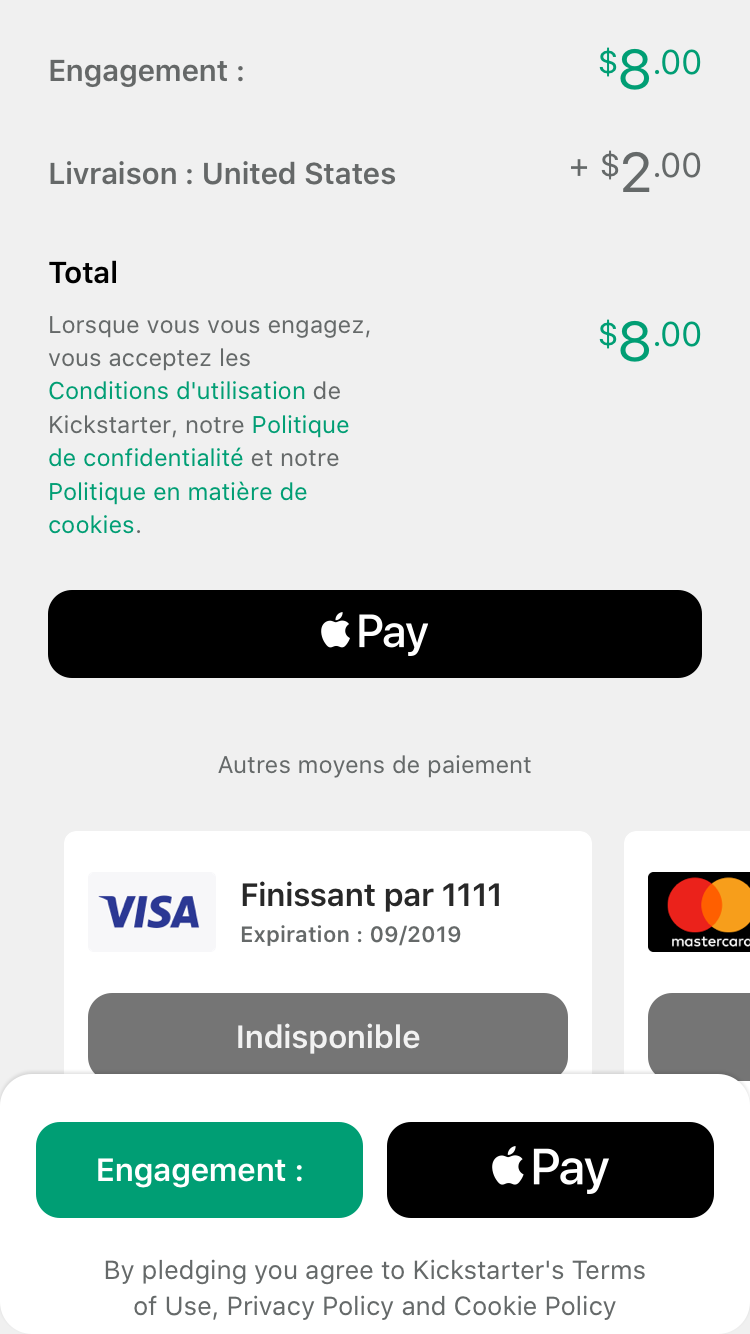 Engagement : $8.00
Livraison : United States + $2.00
Total
Lorsque vous vous engagez,
vous acceptez les
Conditions d'utilisation de
Kickstarter, notre Politique
de confidentialité et notre
Politique en matière de
cookies.
$8.00
Pay
Autres moyens de paiement
VISA
Finissant par 1111
Expiration : 09/2019
Indisponible
mastercard
Engagement :
Pay
By pledging you agree to Kickstarter's Terms
of Use, Privacy Policy and Cookie Policy